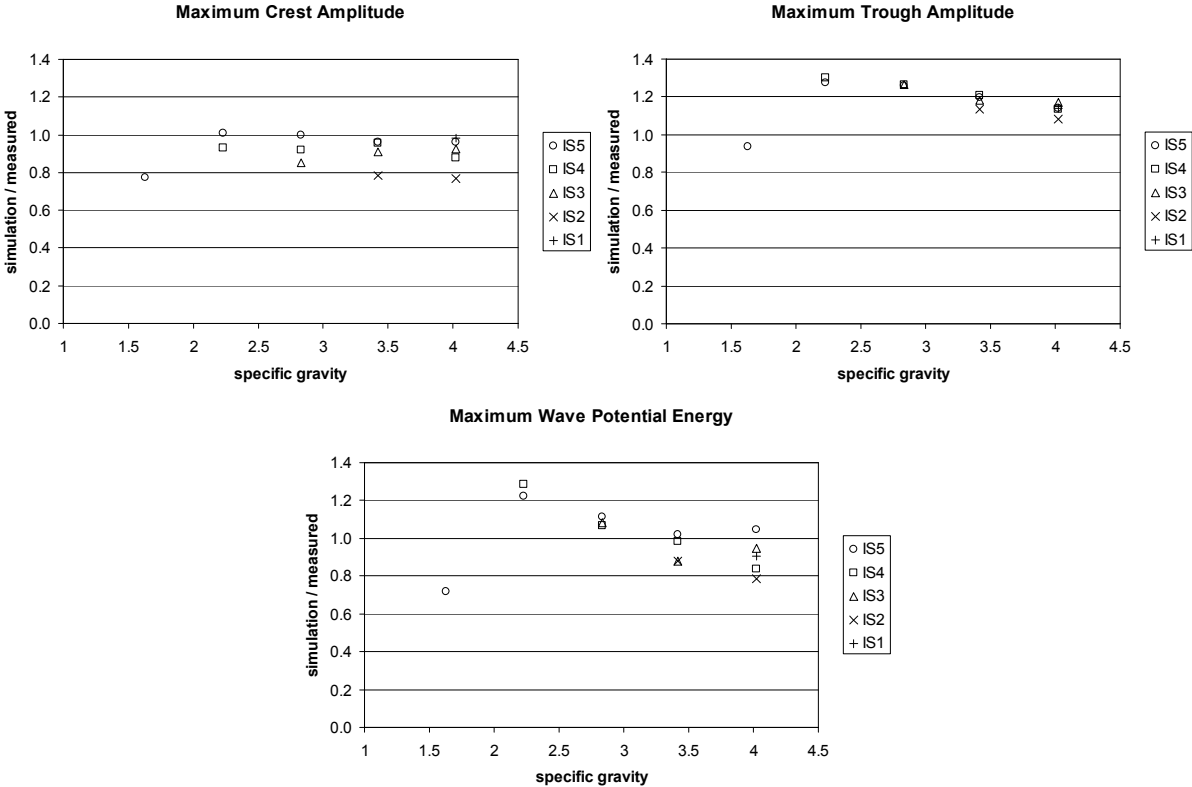 Maximum Crest Amplitude
simulation / measured
1.4
1.2
1.0
0.8
0.6
0.4
0.2
0.0
1 1.5 2 2.5 3 3.5 4 4.5
specific gravity
IS5
IS4
IS3
IS2
IS1
Maximum Trough Amplitude
simulation / measured
1.4
1.2
1.0
0.8
0.6
0.4
0.2
0.0
1 1.5 2 2.5 3 3.5 4 4.5
specific gravity
IS5
IS4
IS3
IS2
IS1
Maximum Wave Potential Energy
simulation / measured
1.4
1.2
1.0
0.8
0.6
0.4
0.2
0.0
1 1.5 2 2.5 3 3.5 4 4.5
specific gravity
IS5
IS4
IS3
IS2
IS1